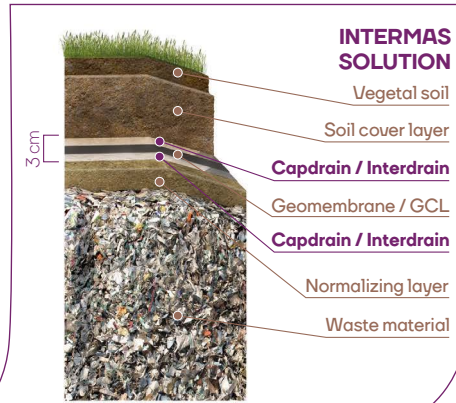 INTERMAS
SOLUTION
Vegetal soil
Soil cover layer
Capdrain / Interdrain
Geomembrane / GCL
Capdrain / Interdrain
Normalizing layer
Waste material
3 cm